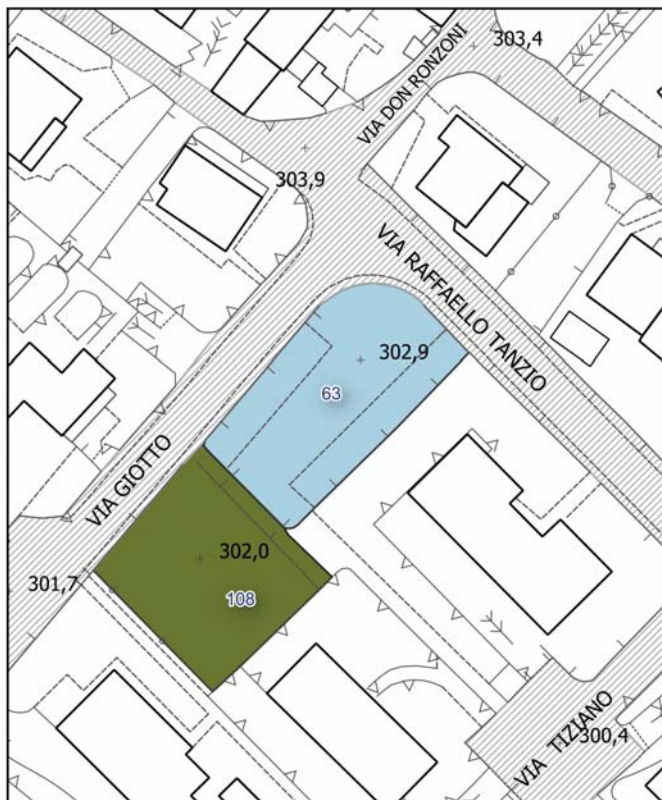 303,4
VIA DON RONZONI
303,9
VIA RAFFAELLO TANZIO
302,9
63
VIA GIOTTO
302,0
301,7
108
VIA TIZIANO
300,4